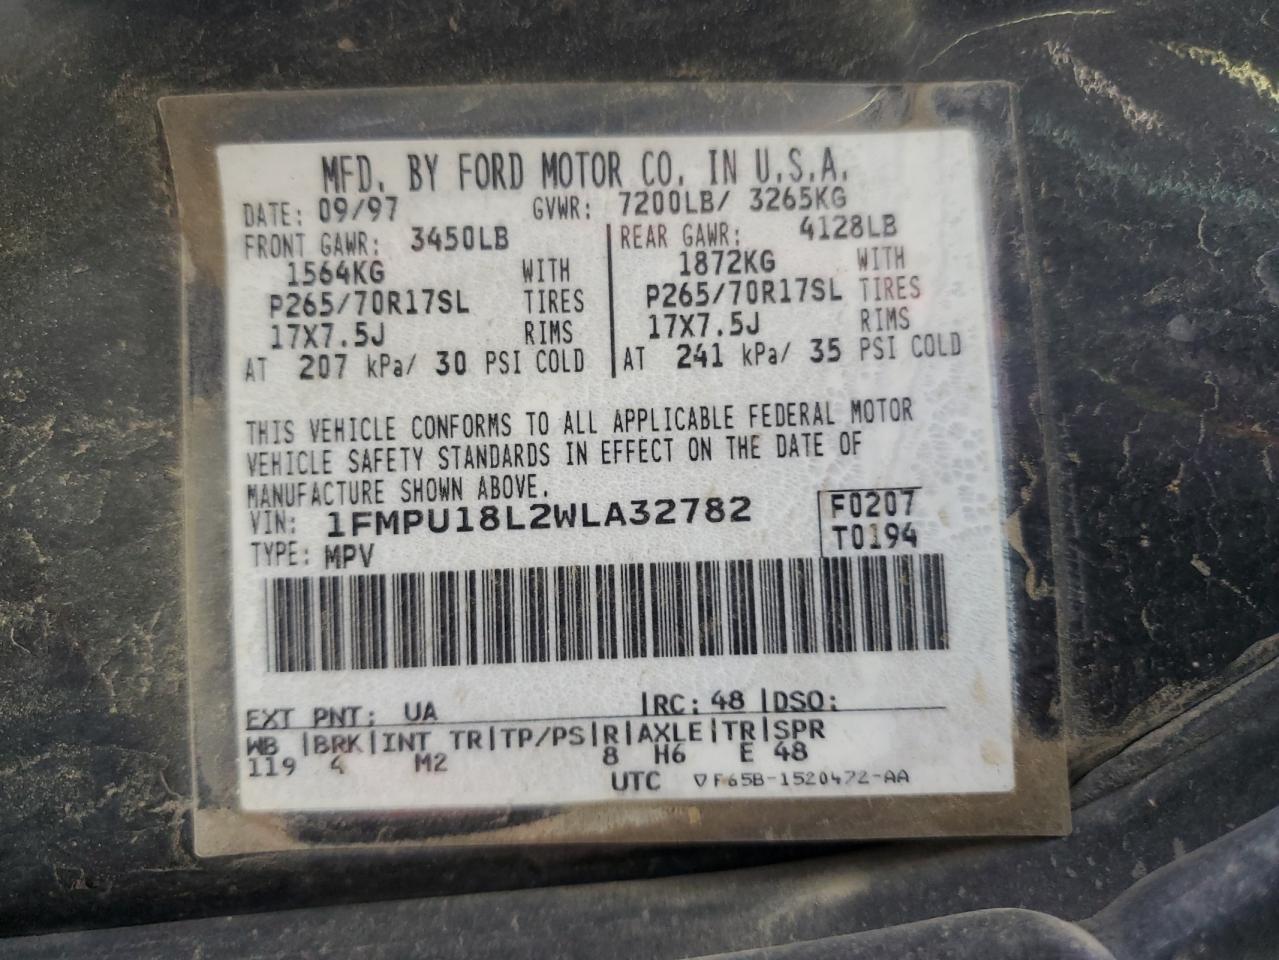 MFD. BY FORD MOTOR CO. IN U.S.A.
DATE: 09/97 GVWR: 7200LB/ 3265KG
FRONT GAWR: 3450LB REAR GAWR: 4128LB
1564KG WITH 1872KG WITH
P265/70R17SL TIRES P265/70R17SL TIRES
17X7.5J RIMS 17X7.5J RIMS
AT 207 kPa/ 30 PSI COLD AT 241 kPa/ 35 PSI COLD
THIS VEHICLE CONFORMS TO ALL APPLICABLE FEDERAL MOTOR
VEHICLE SAFETY STANDARDS IN EFFECT ON THE DATE OF
MANUFACTURE SHOWN ABOVE.
VIN: 1FMPU18L2WLA32782 F0207
TYPE: MPV T0194
EXT PNT: UA |RC: 48 |DSO:
WB |BRK|INT TR|TP/PS|R|AXLE|TR|SPR
119 4 M2 8 H6 E 48
UTC ▽F65B-1520472-AA